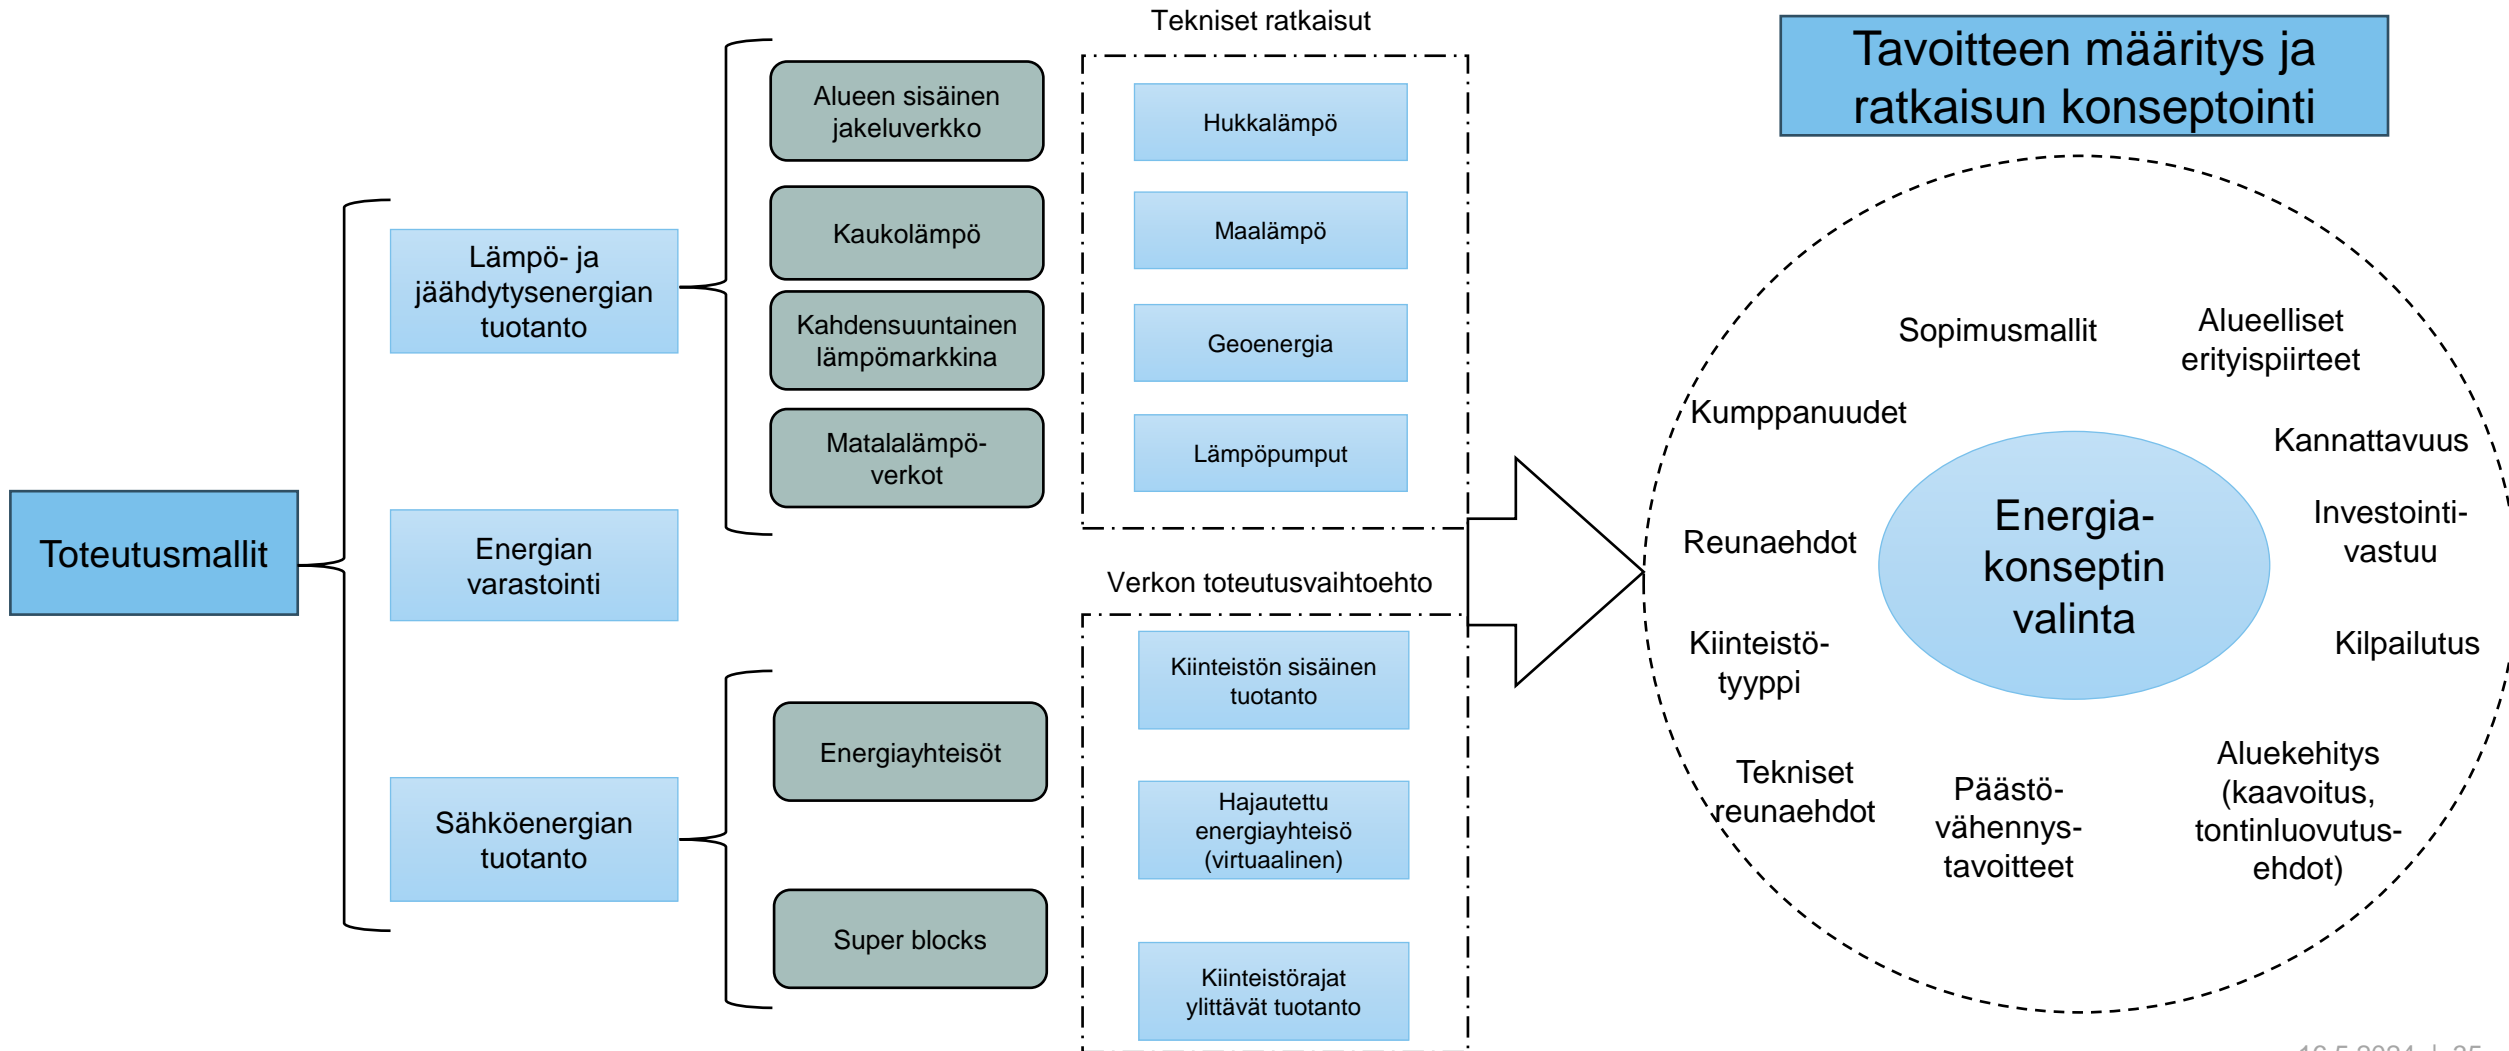 Toteutusmallit
Lämpö- ja
jäähdytysenergian
tuotanto
Energian
varastointi
Sähköenergian
tuotanto
Alueen sisäinen
jakeluverkko
Kaukolämpö
Kahdensuuntainen
lämpömarkkina
Matalalämpö-
verkot
Energiayhteisöt
Super blocks
Tekniset ratkaisut
Hukkalämpö
Maalämpö
Geoenergia
Lämpöpumput
Verkon toteutusvaihtoehto
Kiinteistön sisäinen
tuotanto
Hajautettu
energiayhteisö
(virtuaalinen)
Kiinteistörajat
ylittävät tuotanto
Tavoitteen määritys ja
ratkaisun konseptointi
Sopimusmallit
Alueelliset
erityispiirteet
Kumppanuudet
Kannattavuus
Reunaehdot
Energia-
konseptin
valinta
Investointi-
vastuu
Kiinteistö-
tyyppi
Kilpailutus
Tekniset
reunaehdot
Päästö-
vähennys-
tavoitteet
Aluekehitys
(kaavoitus,
tontinluovutus-
ehdot)